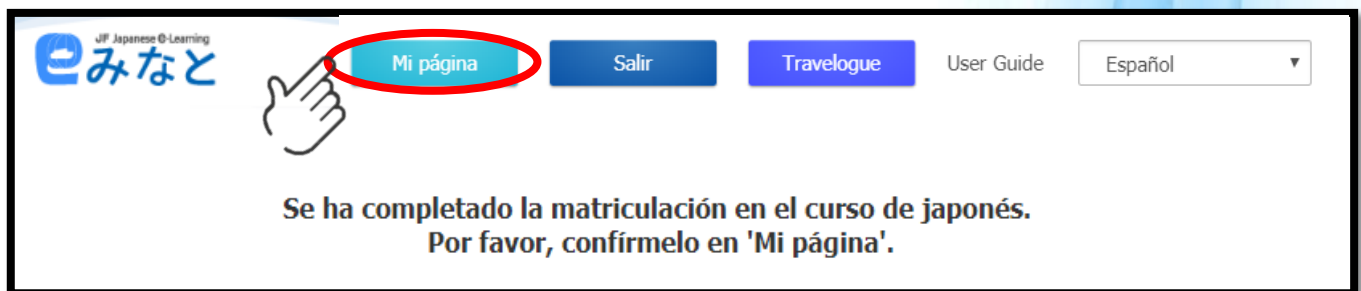 JF Japanese e-Learning
みなと
Mi página
Salir
Travelogue
User Guide
Español
Se ha completado la matriculación en el curso de japonés.
Por favor, confírmelo en 'Mi página'.